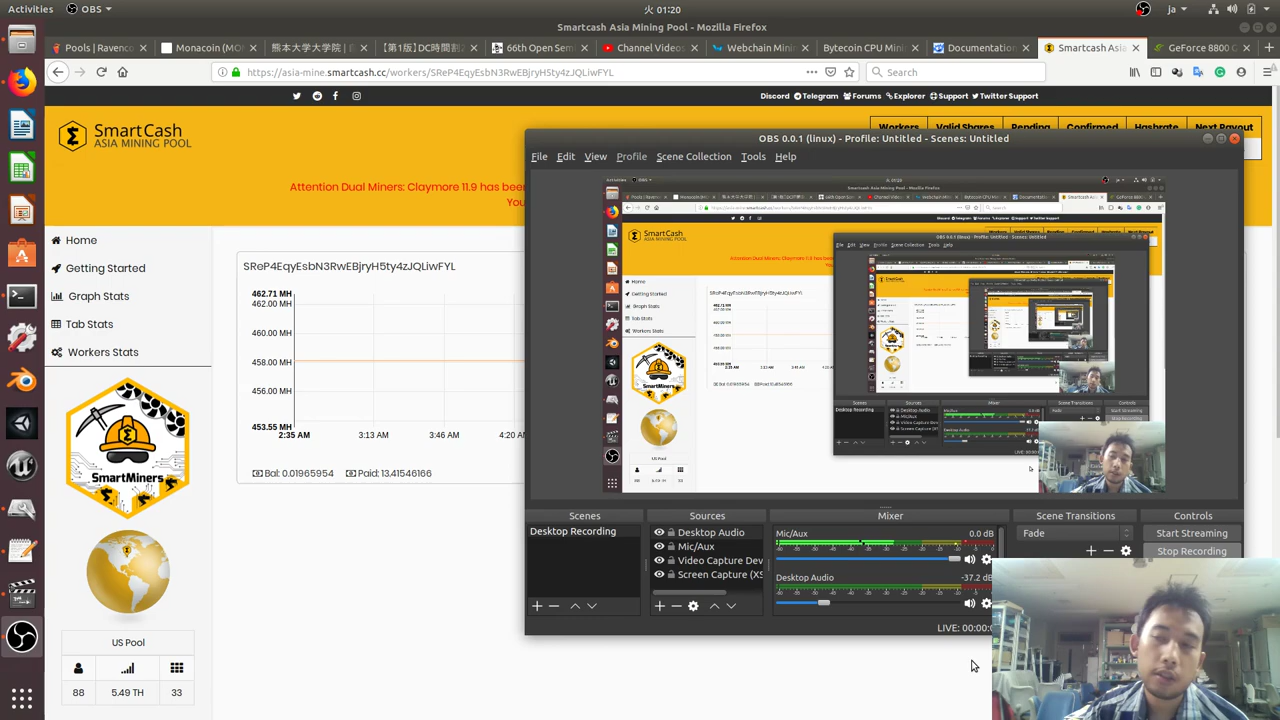 Activities
OBS
火 01:20
ja
Smartcash Asia Mining Pool - Mozilla Firefox
Pools | Ravenco
Monacoin (MO
熊本大学大学院 |
【第1版】DC時間割
66th Open Sem
Channel Videos
Webchain Minin
Bytecoin CPU Min
Documentation
Smartcash Asia
GeForce 8800 G
https://asia-mine.smartcash.cc/workers/SReP4EqyEsbN3RwEBjryH5ty4zJQLiwFYL
Search
Discord Telegram Forums Explorer Support Twitter Support
SmartCash
ASIA MINING POOL
Workers Valid Shares Pending Confirmed Hashrate Next Payout
Attention Dual Miners: Claymore 11.9 has been
You
Home
Getting Started
Graph Stats
Tab Stats
Workers Stats
SReP4EqyEsbN3RwEBjryH5ty4zJQLiwFYL
462.71 MH
462.00 MH
460.00 MH
458.00 MH
456.00 MH
453.55 MH
2:35 AM 3:13 AM 3:46 AM 4:20 A
Bal: 0.01965954 Paid: 13.41546166
SmartMiners
US Pool
88 5.49 TH 33
OBS 0.0.1 (linux) - Profile: Untitled - Scenes: Untitled
File Edit View Profile Scene Collection Tools Help
Scenes
Desktop Recording
Sources
Desktop Audio
Mic/Aux
Video Capture Dev
Screen Capture (XS
Mixer
Mic/Aux 0.0 dB
Desktop Audio -37.2 dB
Scene Transitions
Fade
Controls
Start Streaming
Stop Recording
LIVE: 00:00:0